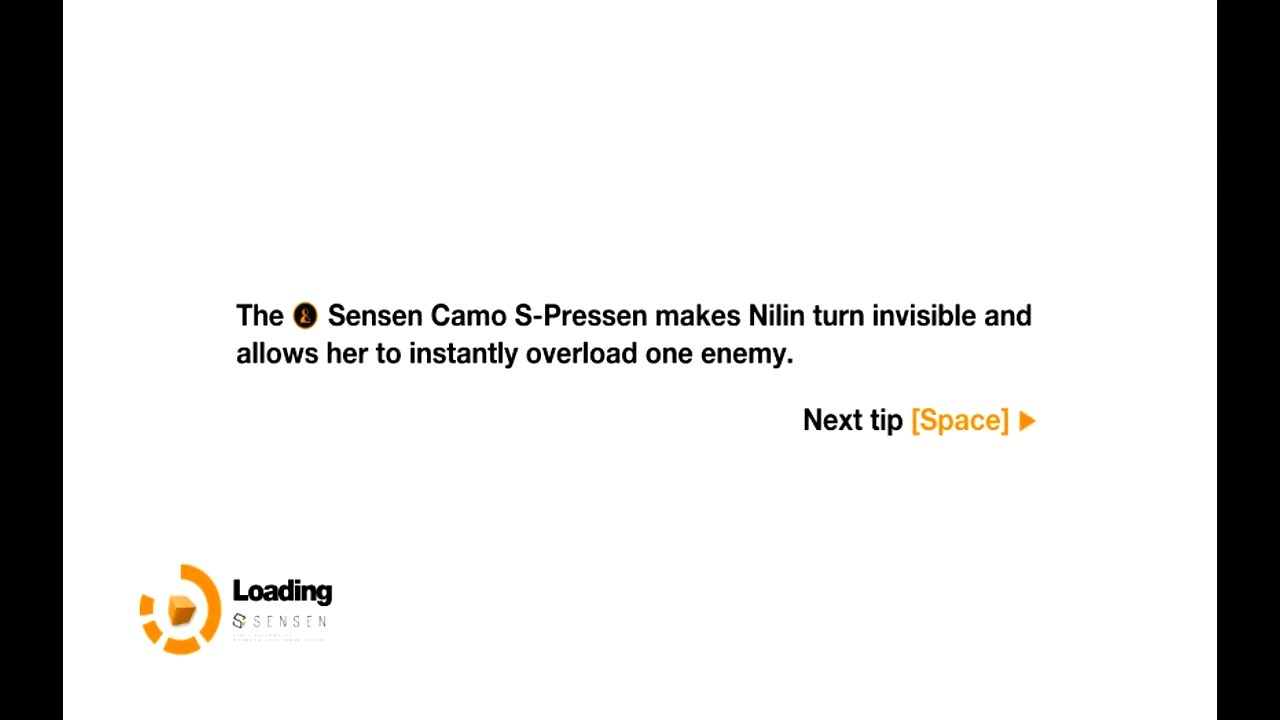 The Sensen Camo S-Pressen makes Nilin turn invisible and
allows her to instantly overload one enemy.
Next tip [Space]
Loading
SENSEN